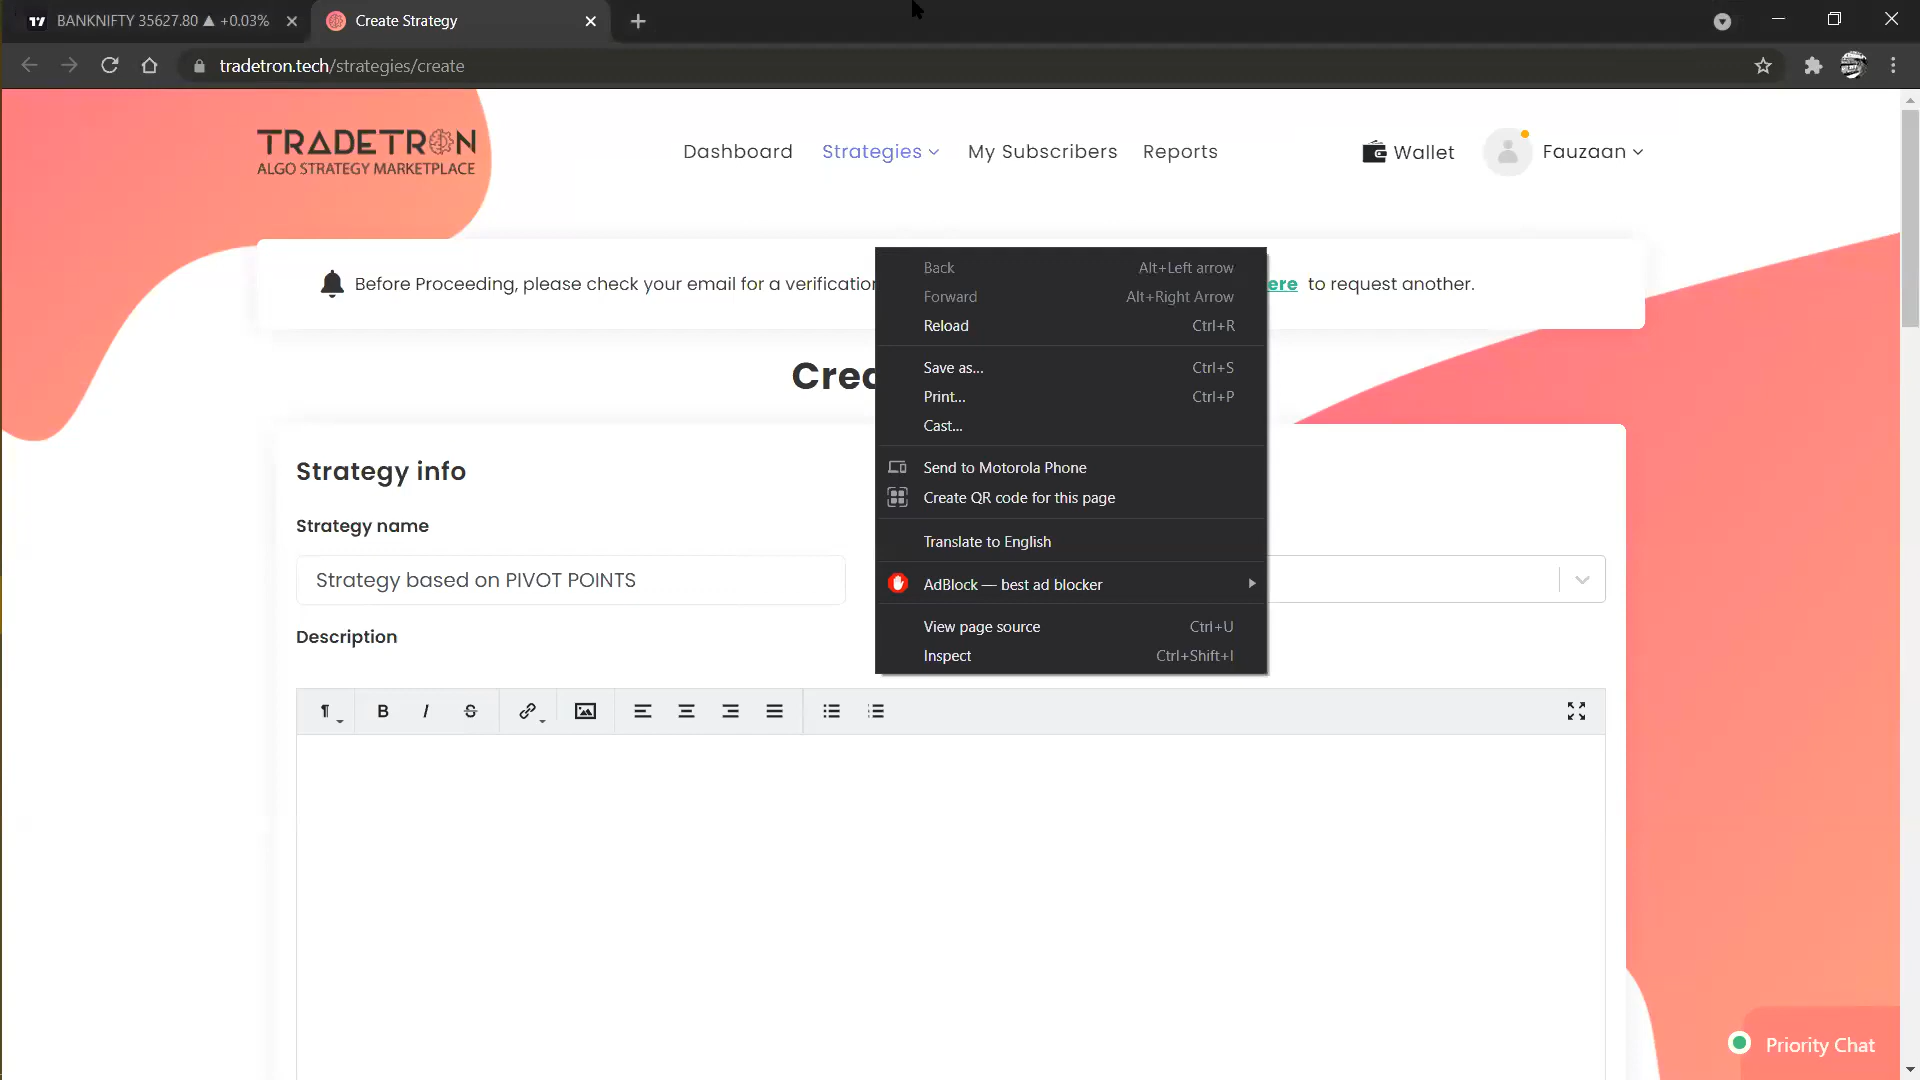 BANKNIFTY 35627.80 ▲ +0.03%
Create Strategy
tradetron.tech/strategies/create
TRADETRON
ALGO STRATEGY MARKETPLACE
Dashboard
Strategies
My Subscribers
Reports
Wallet
Fauzaan
Before Proceeding, please check your email for a verification
ere to request another.
Crea
Back Alt+Left arrow
Forward Alt+Right Arrow
Reload Ctrl+R
Save as... Ctrl+S
Print... Ctrl+P
Cast...
Send to Motorola Phone
Create QR code for this page
Translate to English
AdBlock — best ad blocker
View page source Ctrl+U
Inspect Ctrl+Shift+I
Strategy info
Strategy name
Strategy based on PIVOT POINTS
Description
Priority Chat